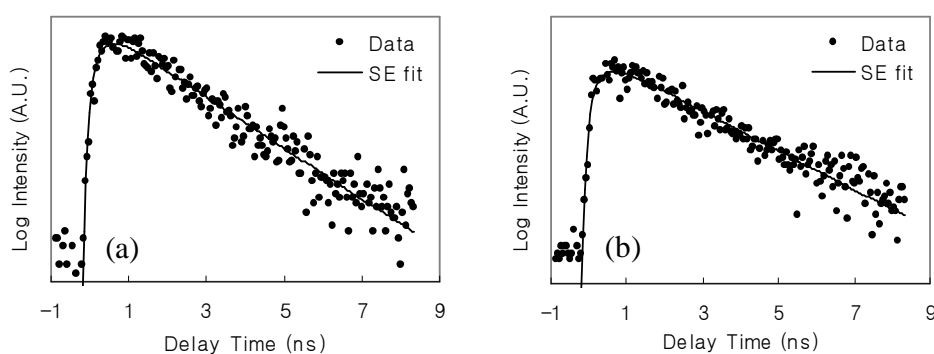 Log Intensity (A.U.)
Data
SE fit
(a)
−1 1 3 5 7 9
Delay Time (ns)
Log Intensity (A.U.)
Data
SE fit
(b)
−1 1 3 5 7 9
Delay Time (ns)